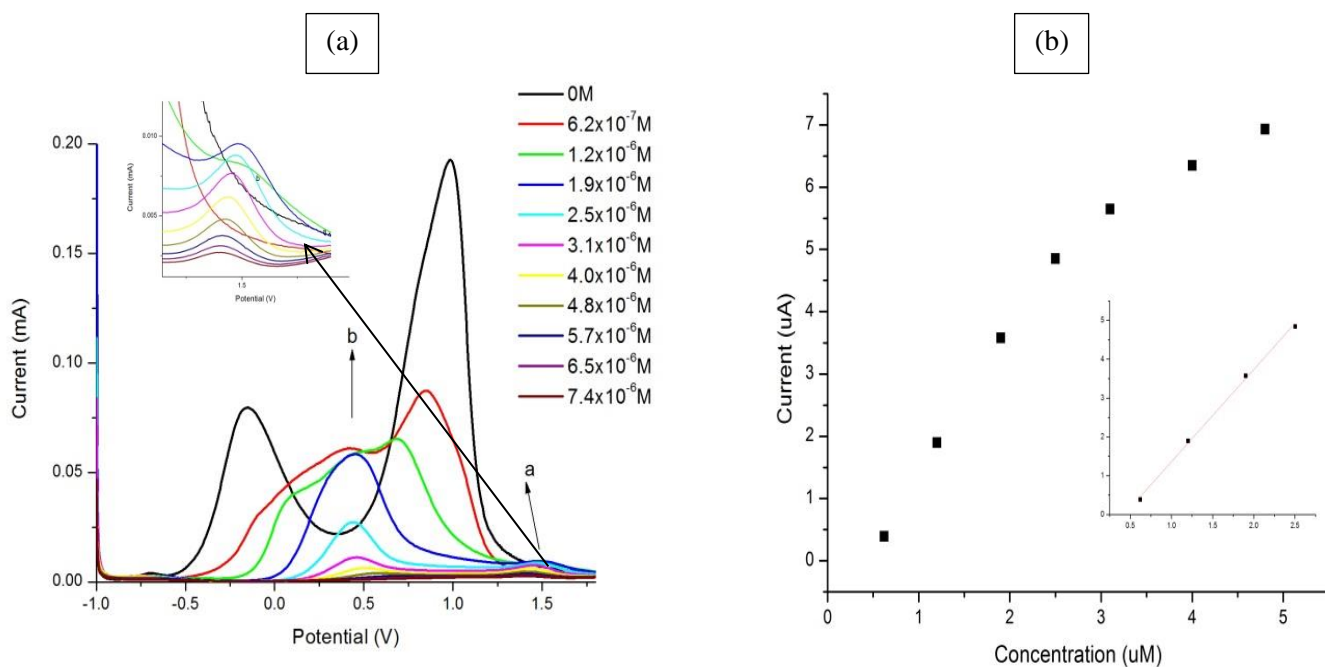 (a)
0.010
0.005
Current (mA)
1.5
Potential (V)
0M
6.2x10⁻⁷M
1.2x10⁻⁶M
1.9x10⁻⁶M
2.5x10⁻⁶M
3.1x10⁻⁶M
4.0x10⁻⁶M
4.8x10⁻⁶M
5.7x10⁻⁶M
6.5x10⁻⁶M
7.4x10⁻⁶M
b
a
0.20
0.15
0.10
0.05
0.00
Current (mA)
-1.0 -0.5 0.0 0.5 1.0 1.5
Potential (V)
(b)
7
6
5
4
3
2
1
0
Current (uA)
5
4
3
2
1
0
0.5 1.0 1.5 2.0 2.5
0 1 2 3 4 5
Concentration (uM)